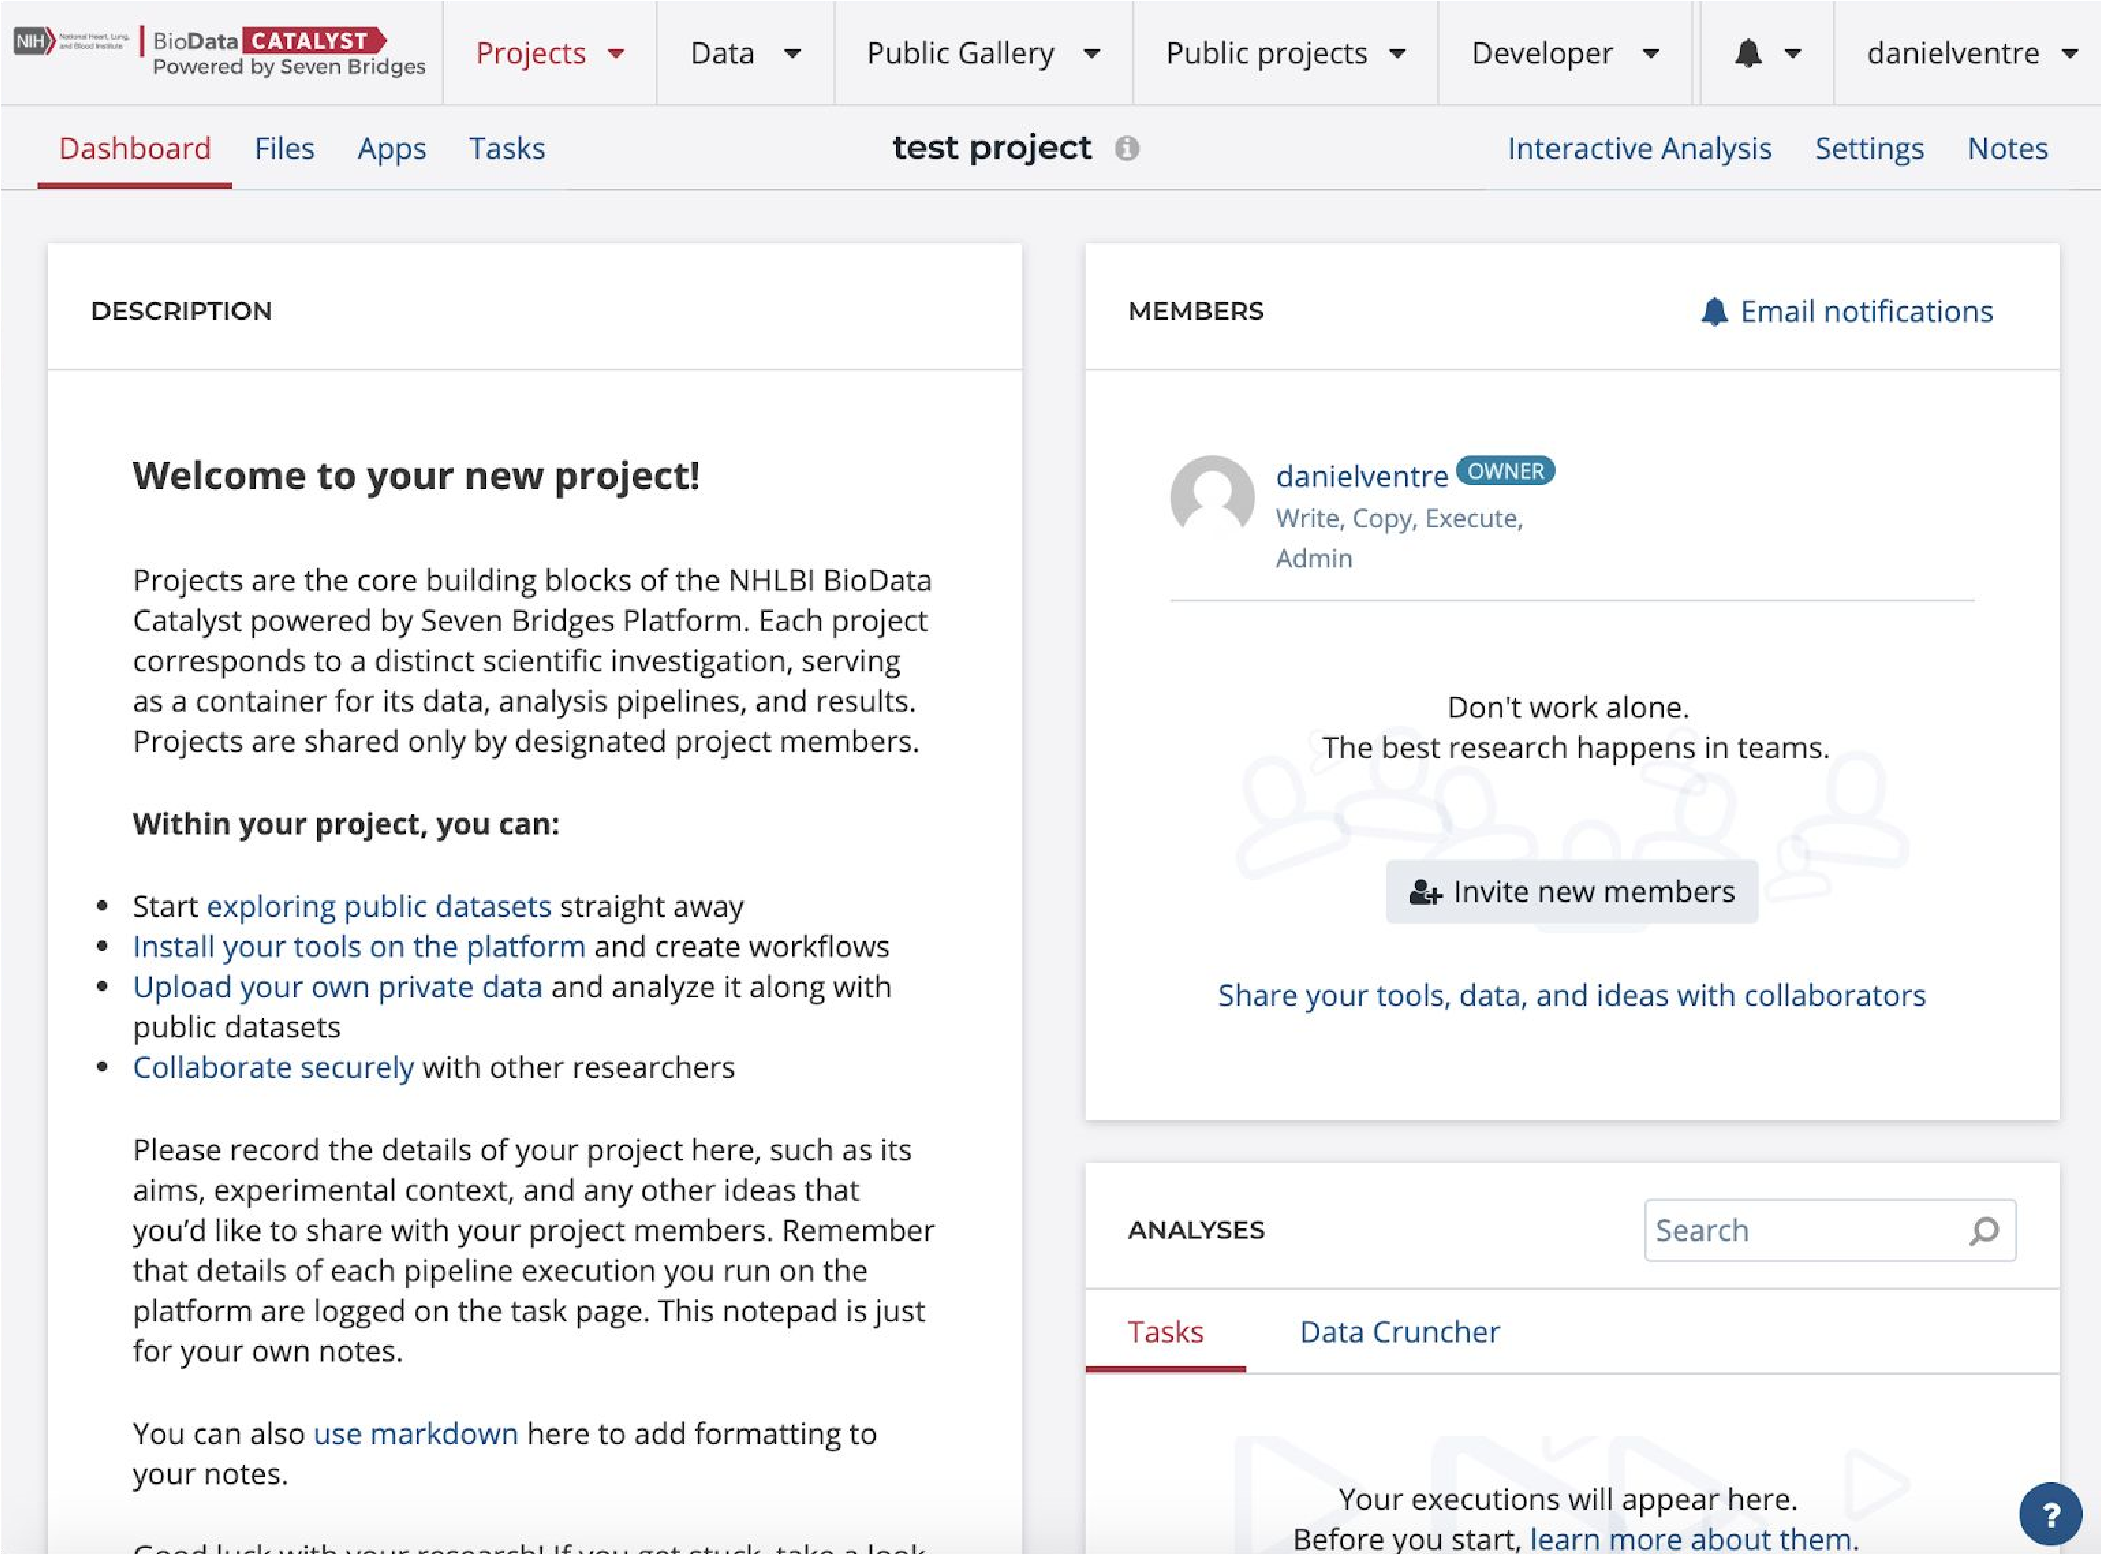 NIH National Heart, Lung, and Blood Institute
BioData CATALYST
Powered by Seven Bridges
Projects
Data
Public Gallery
Public projects
Developer
danielventre
Dashboard
Files
Apps
Tasks
test project
Interactive Analysis
Settings
Notes
DESCRIPTION
Welcome to your new project!
Projects are the core building blocks of the NHLBI BioData
Catalyst powered by Seven Bridges Platform. Each project
corresponds to a distinct scientific investigation, serving
as a container for its data, analysis pipelines, and results.
Projects are shared only by designated project members.
Within your project, you can:
• Start exploring public datasets straight away
• Install your tools on the platform and create workflows
• Upload your own private data and analyze it along with
public datasets
• Collaborate securely with other researchers
Please record the details of your project here, such as its
aims, experimental context, and any other ideas that
you’d like to share with your project members. Remember
that details of each pipeline execution you run on the
platform are logged on the task page. This notepad is just
for your own notes.
You can also use markdown here to add formatting to
your notes.
Good luck with your research! If you get stuck, take a look
MEMBERS
Email notifications
danielventre OWNER
Write, Copy, Execute,
Admin
Don't work alone.
The best research happens in teams.
Invite new members
Share your tools, data, and ideas with collaborators
ANALYSES
Search
Tasks
Data Cruncher
Your executions will appear here.
Before you start, learn more about them.
?